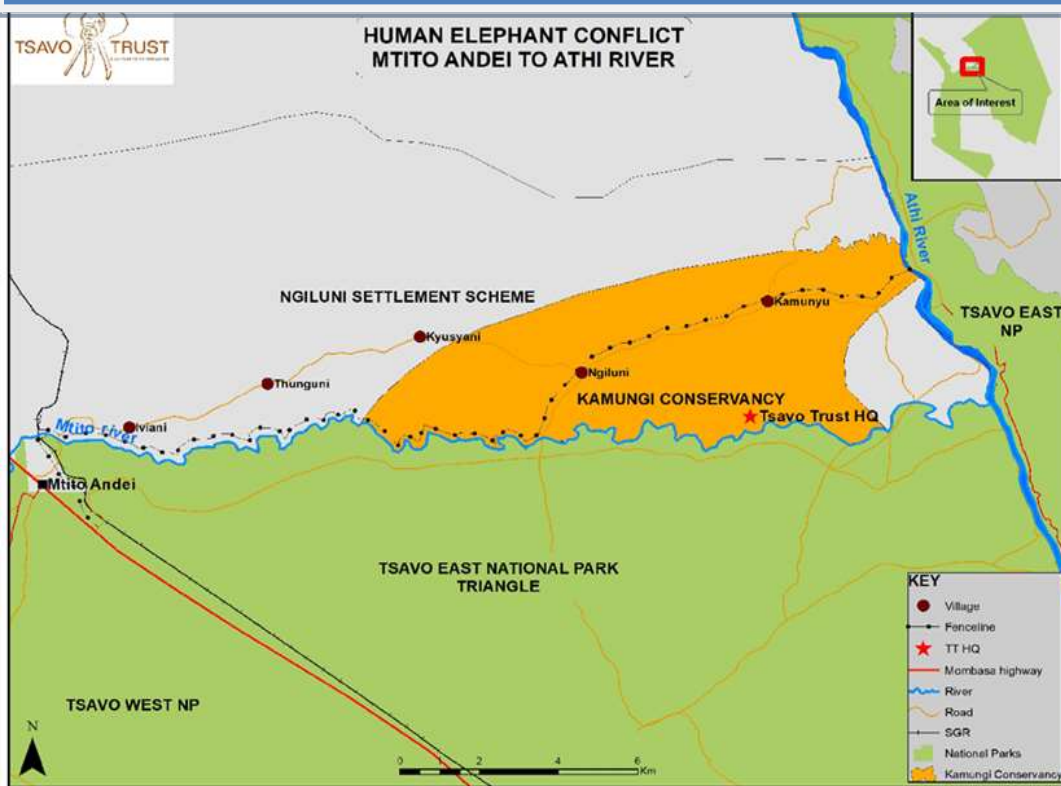 TSAVO TRUST
HUMAN ELEPHANT CONFLICT
MTITO ANDEI TO ATHI RIVER
Area of Interest
Athi River
NGILUNI SETTLEMENT SCHEME
Kamunyu
TSAVO EAST
NP
Kyusyani
Ngiluni
Thunguni
KAMUNGI CONSERVANCY
Tsavo Trust HQ
Iviani
Mtito River
Mtito Andei
TSAVO EAST NATIONAL PARK
TRIANGLE
TSAVO WEST NP
N
0 1 2 4 6
Km
KEY
Village
Fenceline
TT HQ
Mombasa highway
River
Road
SGR
National Parks
Kamungi Conservancy